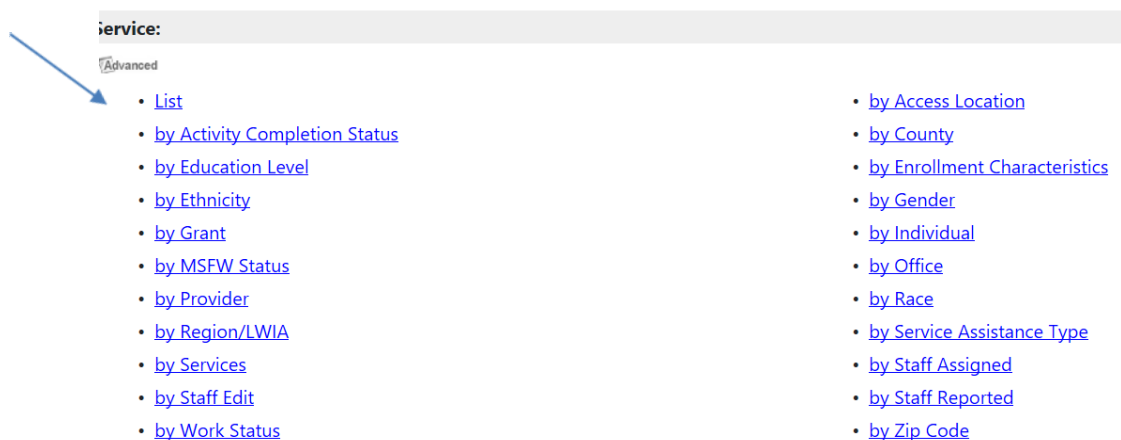 Service:
Advanced
• List
• by Activity Completion Status
• by Education Level
• by Ethnicity
• by Grant
• by MSFW Status
• by Provider
• by Region/LWIA
• by Services
• by Staff Edit
• by Work Status
• by Access Location
• by County
• by Enrollment Characteristics
• by Gender
• by Individual
• by Office
• by Race
• by Service Assistance Type
• by Staff Assigned
• by Staff Reported
• by Zip Code